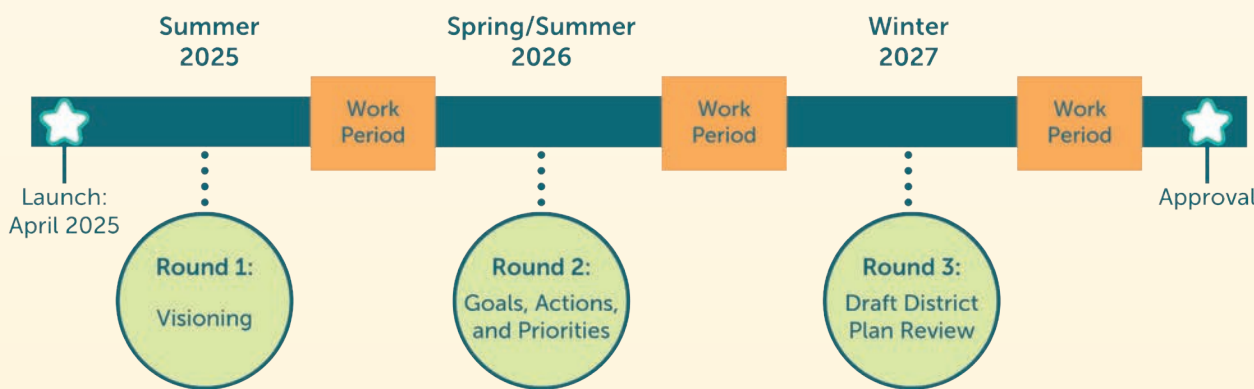 Summer
2025
Spring/Summer
2026
Winter
2027
Work
Period
Work
Period
Work
Period
Launch:
April 2025
Approval
Round 1:
Visioning
Round 2:
Goals, Actions,
and Priorities
Round 3:
Draft District
Plan Review